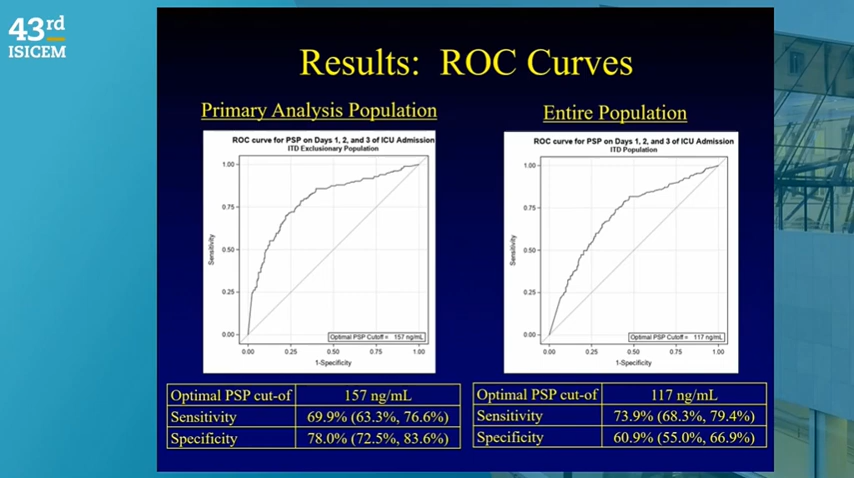 43rd
ISICEM
Results: ROC Curves
Primary Analysis Population
ROC curve for PSP on Days 1, 2, and 3 of ICU Admission
ITD Exclusionary Population
1.00
0.75
0.50
0.25
0.00
Sensitivity
Optimal PSP Cutoff = 157 ng/mL
0.00 0.25 0.50 0.75 1.00
1-Specificity
Optimal PSP cut-of 157 ng/mL
Sensitivity 69.9% (63.3%, 76.6%)
Specificity 78.0% (72.5%, 83.6%)
Entire Population
ROC curve for PSP on Days 1, 2, and 3 of ICU Admission
ITD Population
1.00
0.75
0.50
0.25
0.00
Sensitivity
Optimal PSP Cutoff = 117 ng/mL
0.00 0.25 0.50 0.75 1.00
1-Specificity
Optimal PSP cut-of 117 ng/mL
Sensitivity 73.9% (68.3%, 79.4%)
Specificity 60.9% (55.0%, 66.9%)